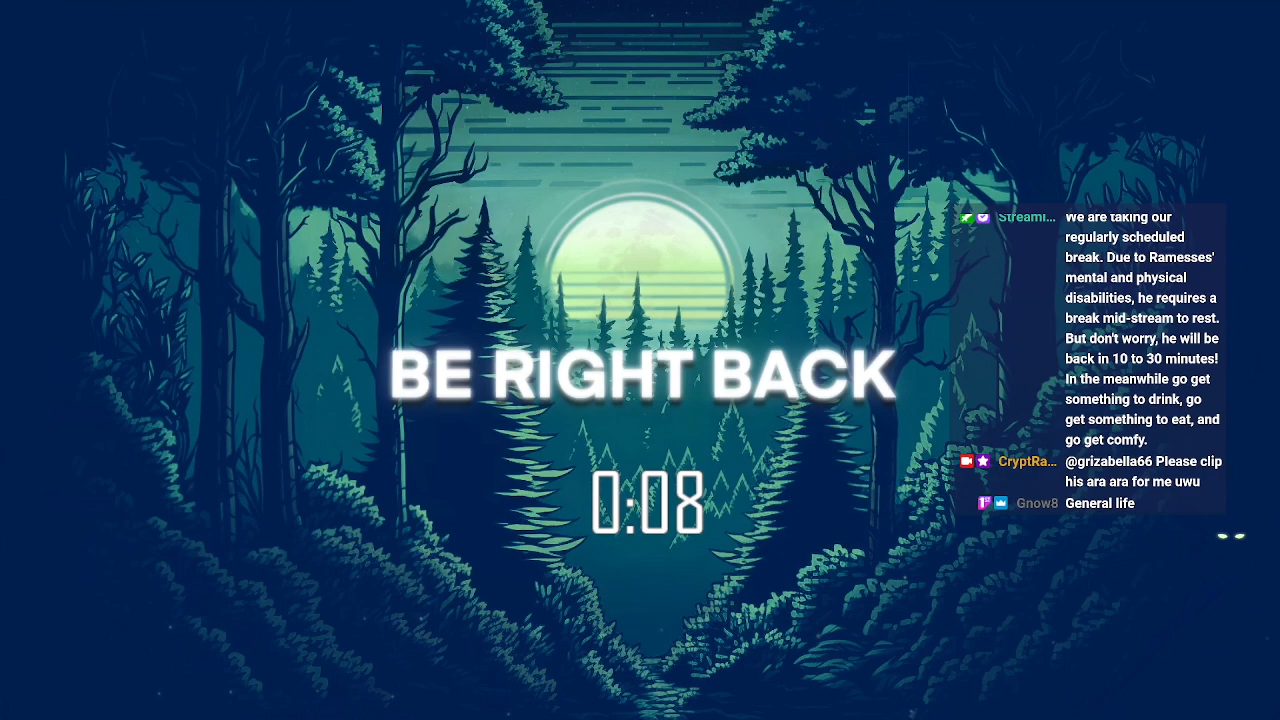 BE RIGHT BACK
0:08
Streami... We are taking our
regularly scheduled
break. Due to Ramesses'
mental and physical
disabilities, he requires a
break mid-stream to rest.
But don't worry, he will be
back in 10 to 30 minutes!
In the meanwhile go get
something to drink, go
get something to eat, and
go get comfy.
CryptRa... @grizabella66 Please clip
his ara ara for me uwu
Gnow8 General life